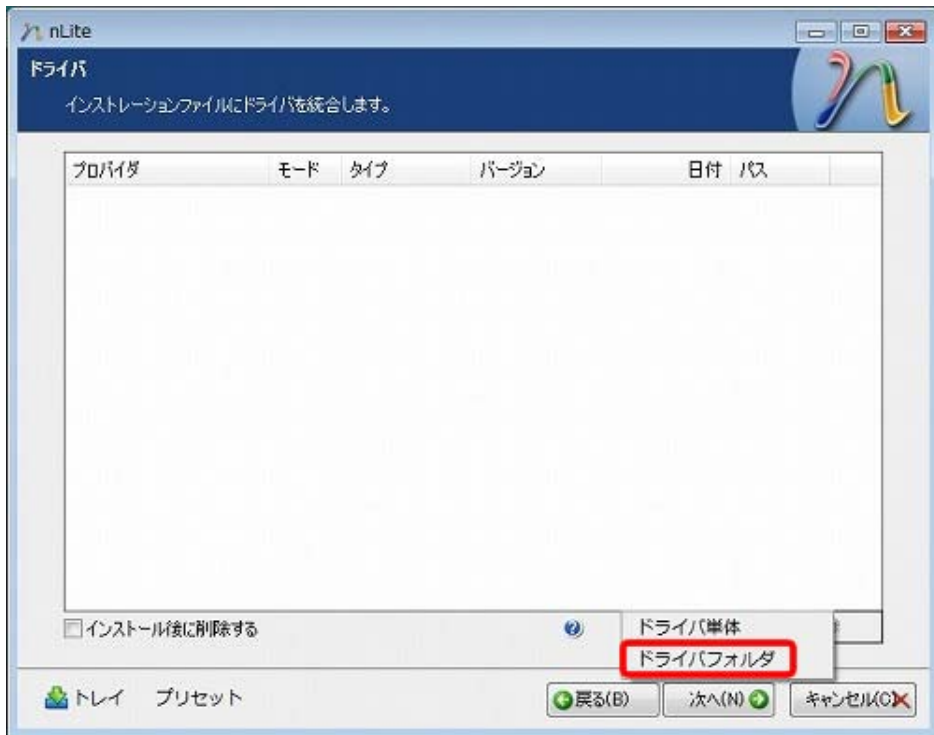 nLite
ドライバ
インストレーションファイルにドライバを統合します。
プロバイダ モード タイプ バージョン 日付 パス
インストール後に削除する
ドライバ単体
ドライバフォルダ
トレイ プリセット 戻る(B) 次へ(N) キャンセル(C)